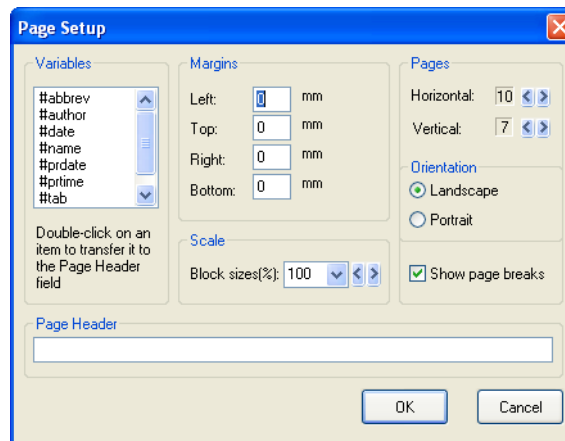 Page Setup
Variables
#abbrev
#author
#date
#name
#prdate
#prtime
#tab
Double-click on an
item to transfer it to
the Page Header
field
Margins
Left: 0 mm
Top: 0 mm
Right: 0 mm
Bottom: 0 mm
Scale
Block sizes(%): 100
Pages
Horizontal: 10
Vertical: 7
Orientation
Landscape
Portrait
Show page breaks
Page Header
OK Cancel